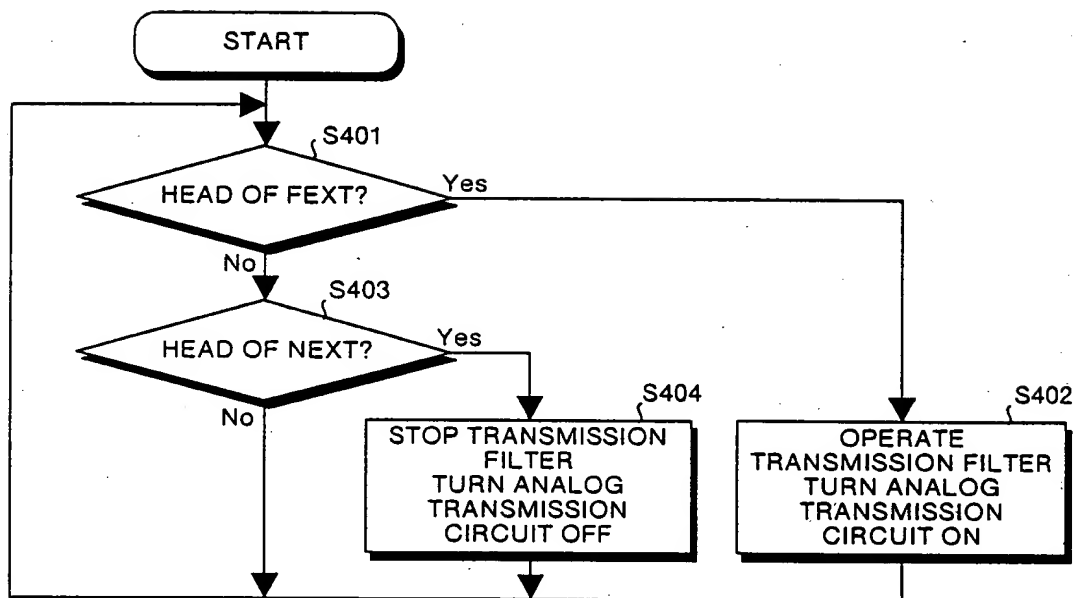 START
S401
HEAD OF FEXT?
Yes
No
S403
HEAD OF NEXT?
Yes
No
S404
STOP TRANSMISSION
FILTER
TURN ANALOG
TRANSMISSION
CIRCUIT OFF
S402
OPERATE
TRANSMISSION FILTER
TURN ANALOG
TRANSMISSION
CIRCUIT ON